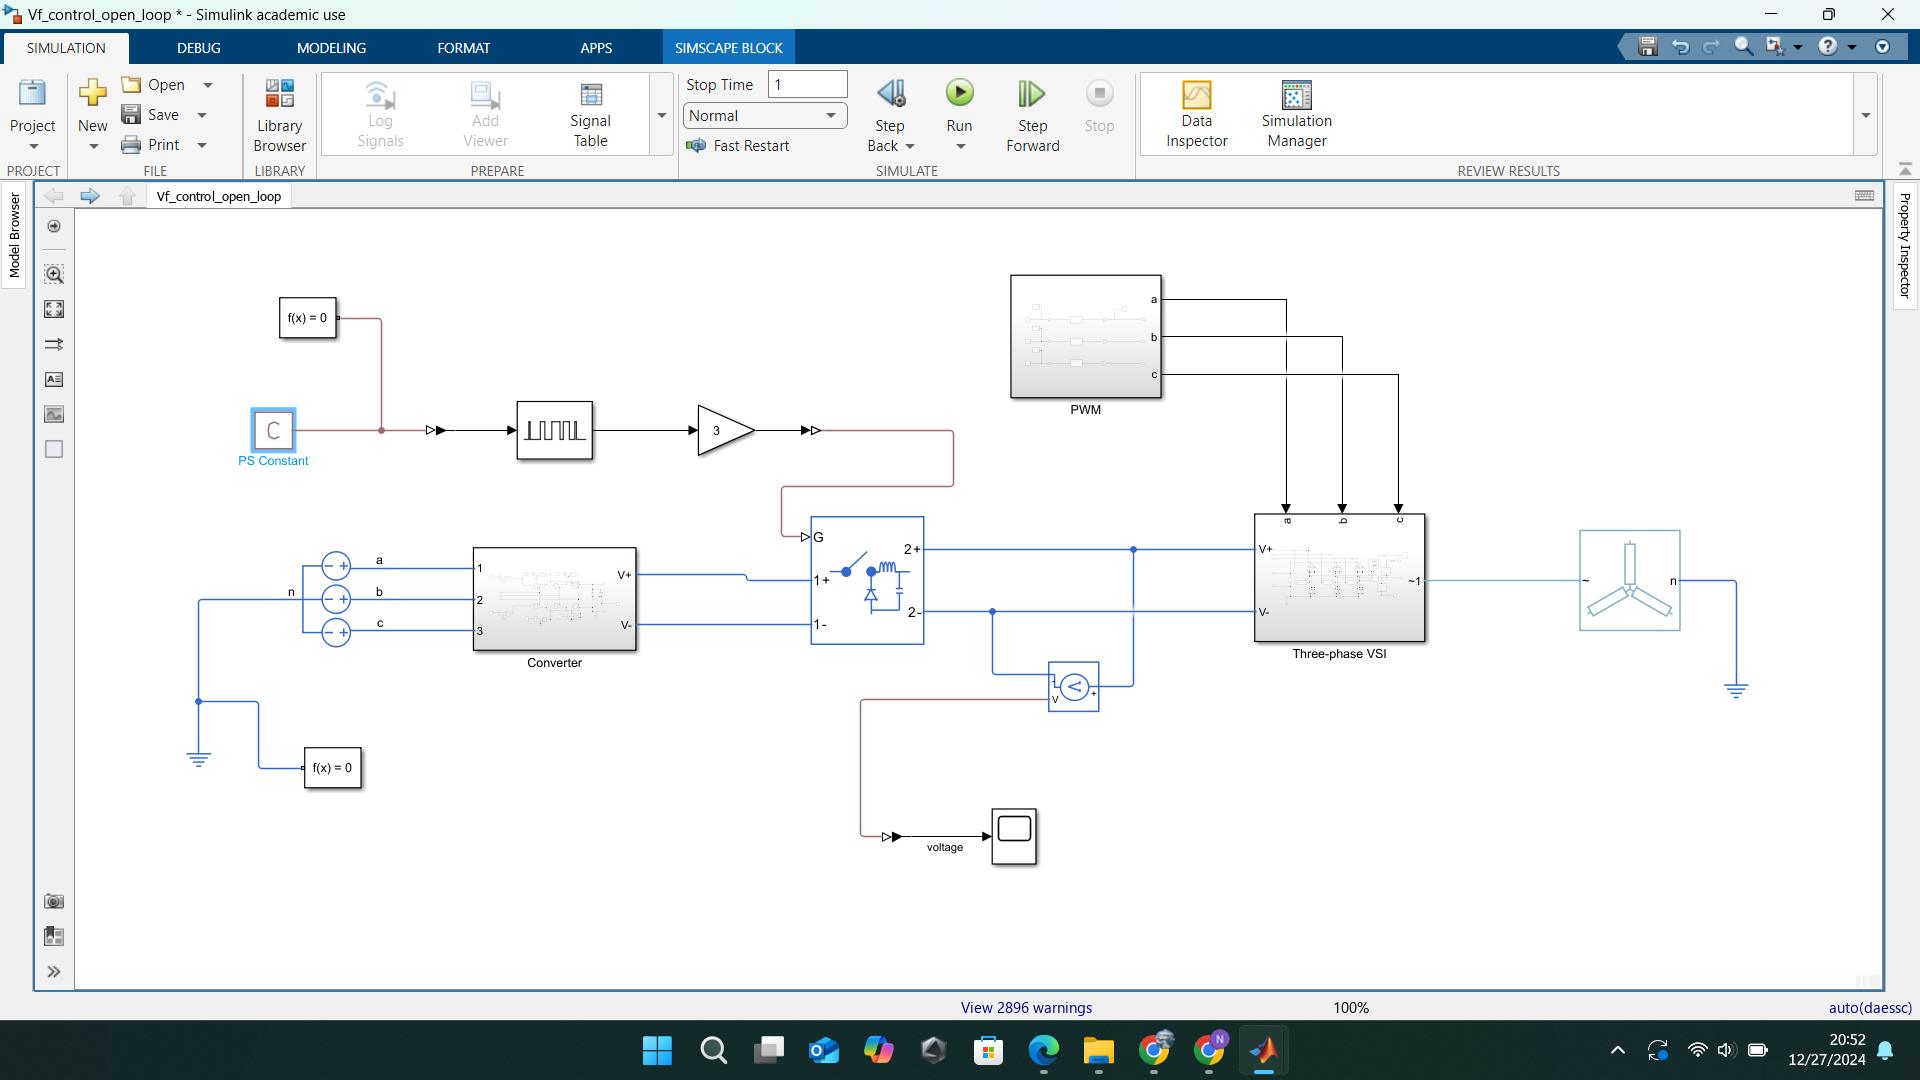 Vf_control_open_loop * - Simulink academic use
SIMULATION
DEBUG
MODELING
FORMAT
APPS
SIMSCAPE BLOCK
Project
New
Open
Save
Print
Library
Browser
Log
Signals
Add
Viewer
Signal
Table
Stop Time 1
Normal
Fast Restart
Step
Back
Run
Step
Forward
Stop
Data
Inspector
Simulation
Manager
PROJECT
FILE
LIBRARY
PREPARE
SIMULATE
REVIEW RESULTS
Model Browser
Vf_control_open_loop
Property Inspector
f(x) = 0
a
b
c
PWM
C
PS Constant
3
a
b
c
G
1+
1-
2+
2-
n
a
b
c
1
2
3
V+
V-
Converter
V+
V-
~1
Three-phase VSI
~
n
-
V
+
f(x) = 0
voltage
View 2896 warnings
100%
auto(daessc)
N
20:52
12/27/2024